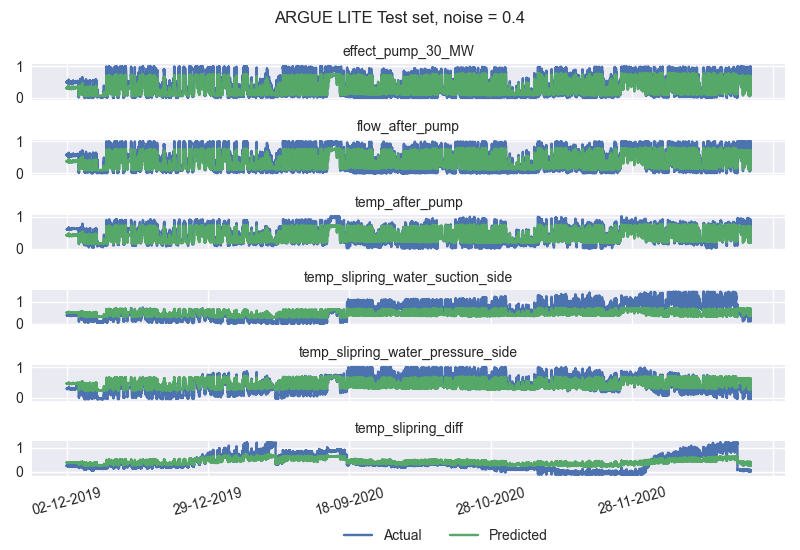 ARGUE LITE Test set, noise = 0.4
effect_pump_30_MW
1
0
flow_after_pump
1
0
temp_after_pump
1
0
temp_slipring_water_suction_side
1
0
temp_slipring_water_pressure_side
1
0
temp_slipring_diff
1
0
02-12-2019 29-12-2019 18-09-2020 28-10-2020 28-11-2020
Actual Predicted